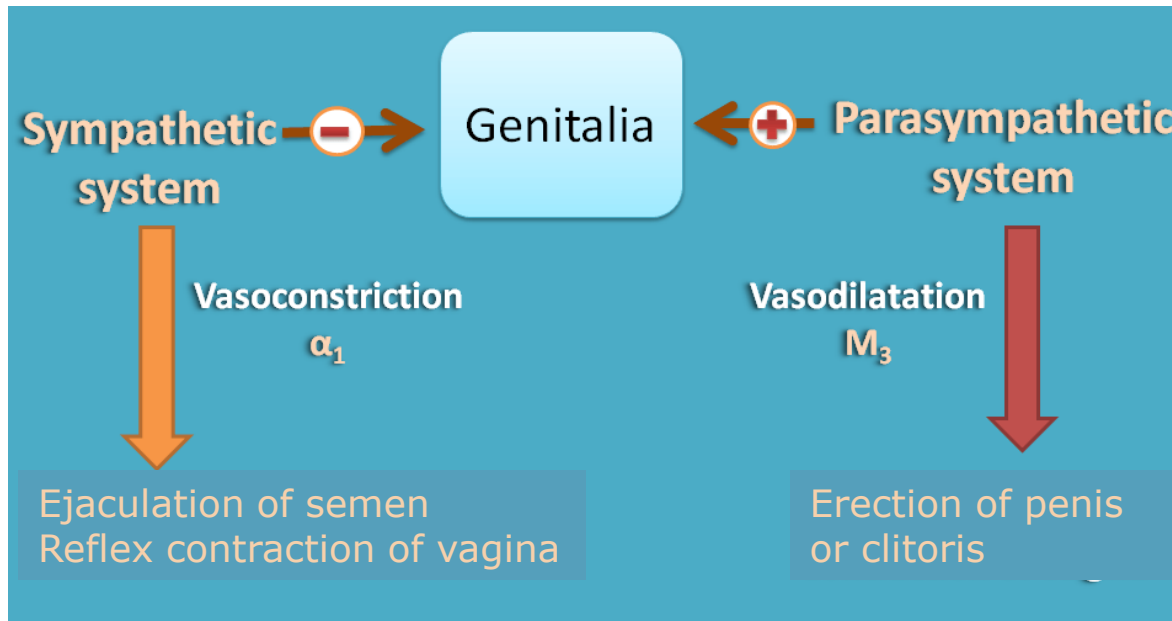 Sympathetic
system
Genitalia
Parasympathetic
system
Vasoconstriction
α₁
Vasodilatation
M₃
Ejaculation of semen
Reflex contraction of vagina
Erection of penis
or clitoris